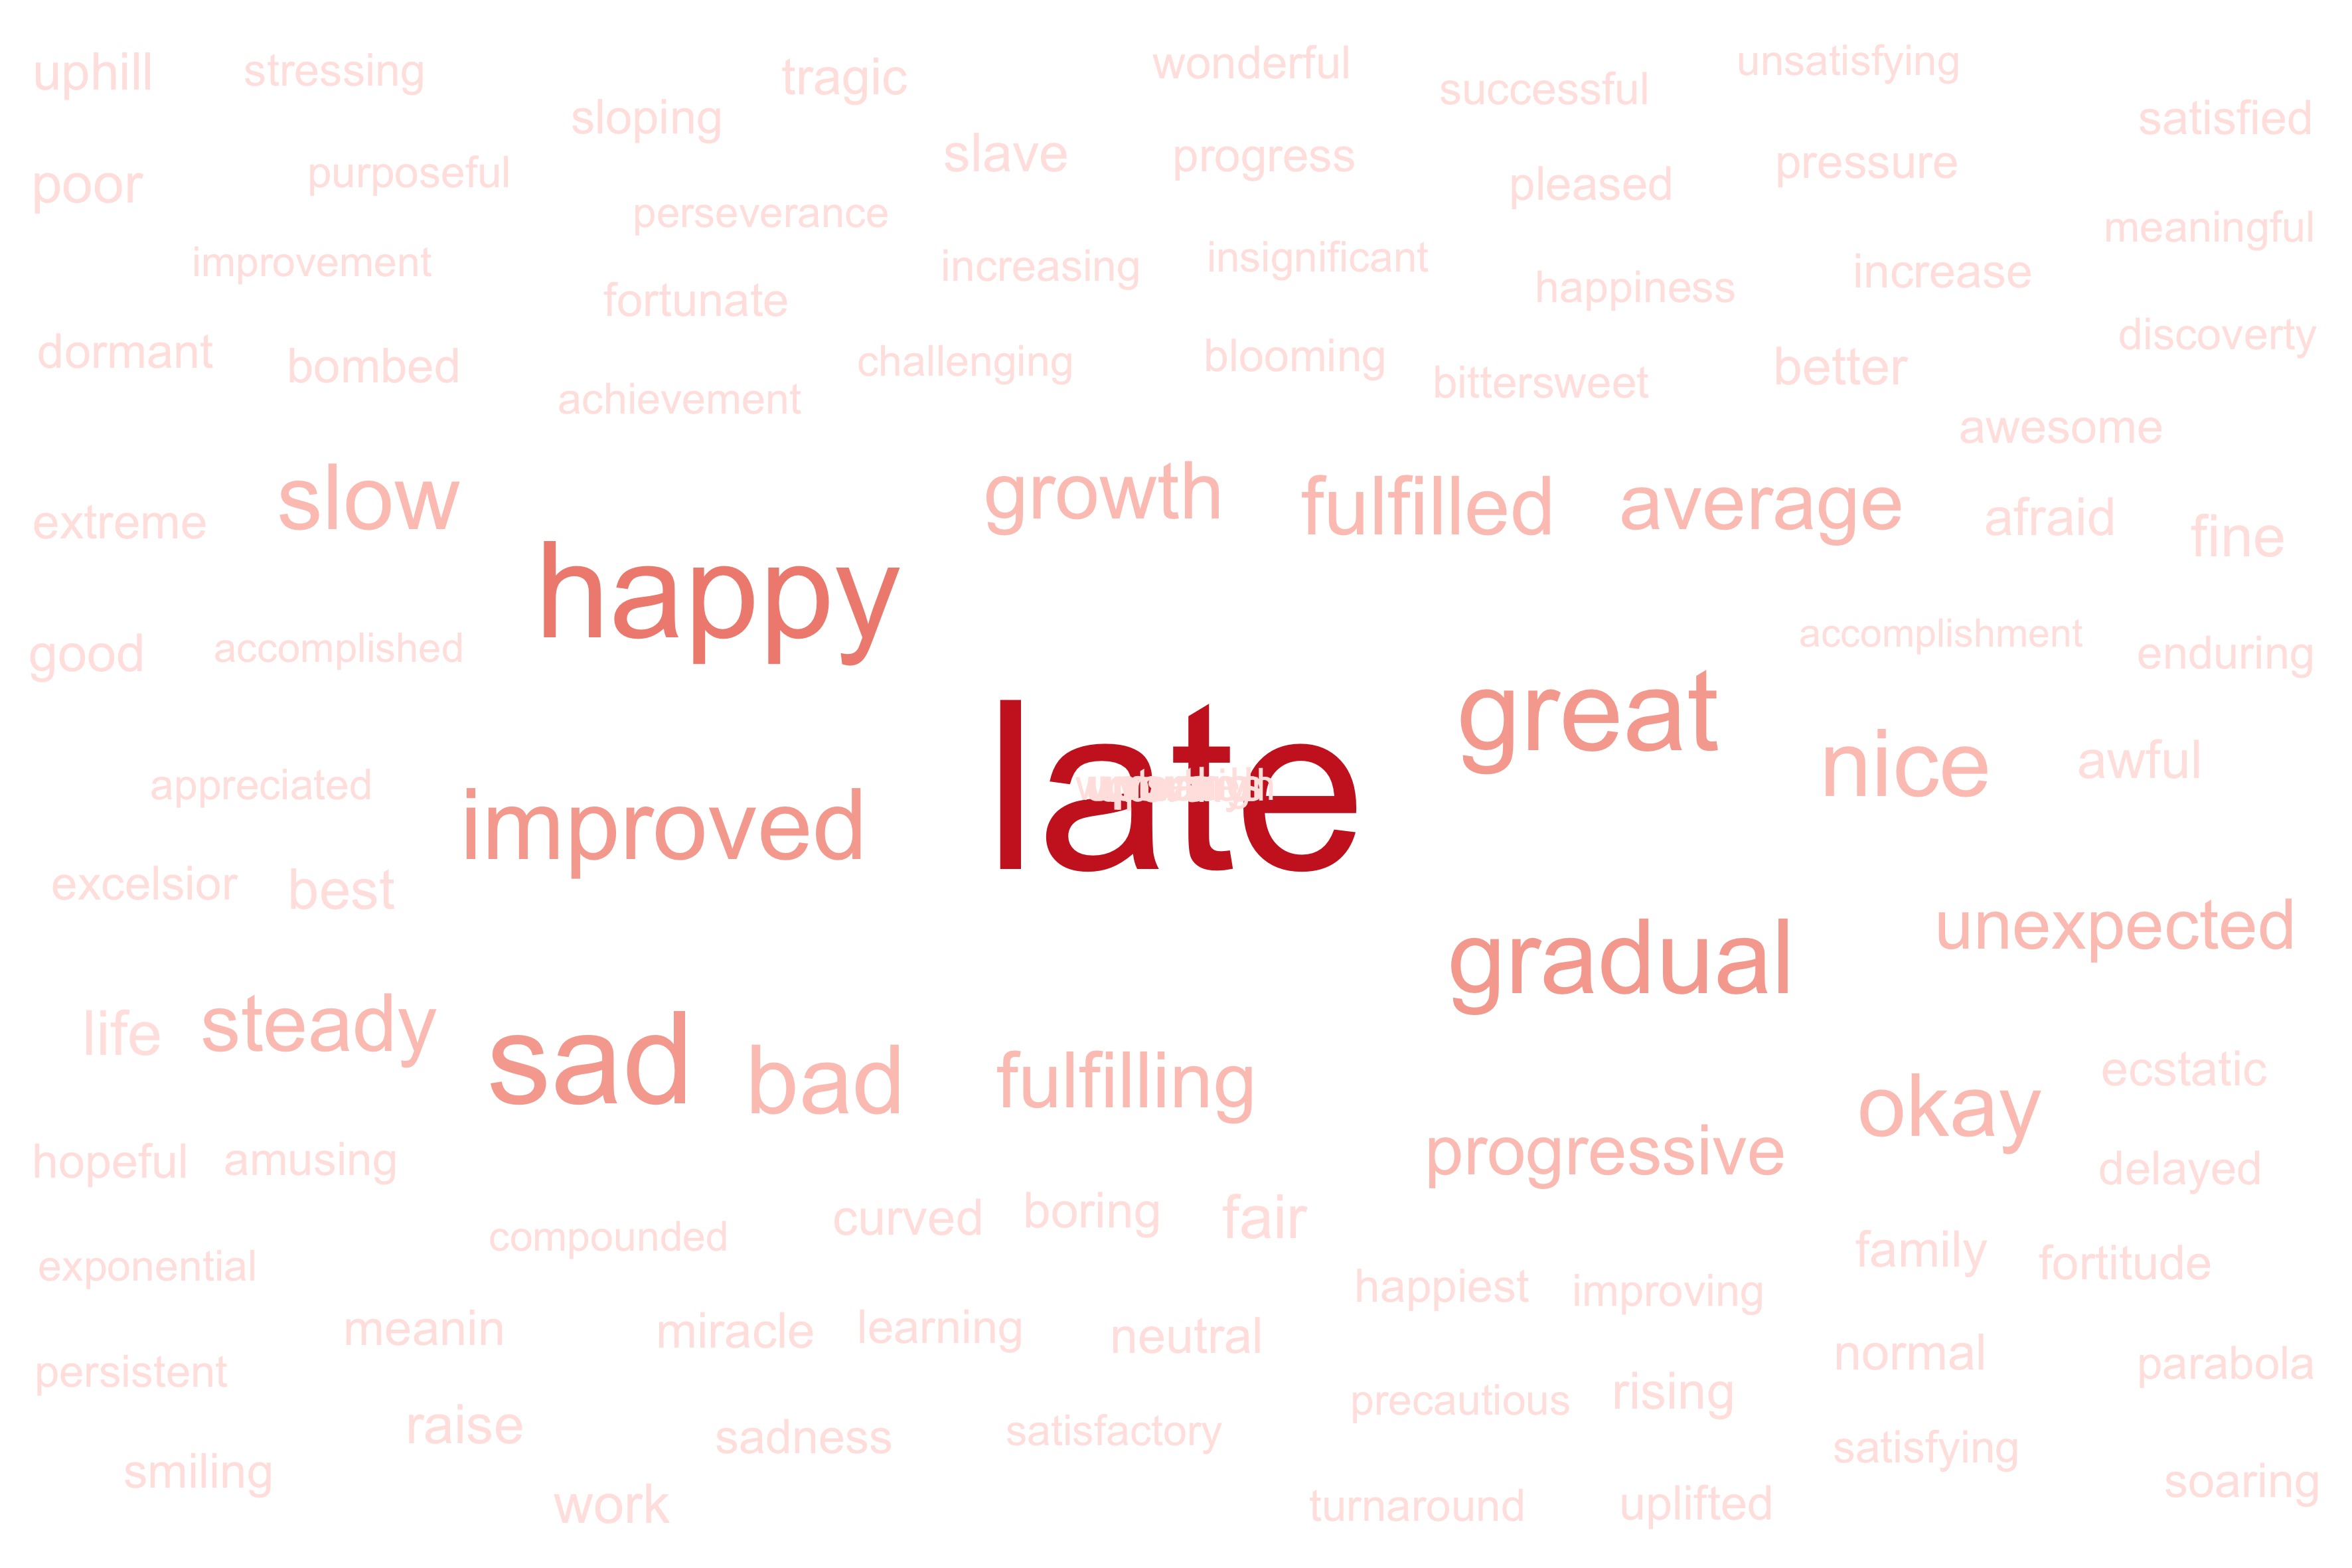 uphill stressing tragic wonderful successful unsatisfying
sloping satisfied
poor purposeful slave progress pleased pressure
perseverance meaningful
improvement fortunate increasing insignificant happiness increase
dormant bombed achievement challenging blooming bittersweet better discoverty
awesome
extreme slow growth fulfilled average afraid fine
happy
good accomplished accomplishment enduring
great
appreciated improved late nice awful
excelsior best unexpected
gradual
life steady sad bad fulfilling okay ecstatic
hopeful amusing progressive delayed
exponential compounded curved boring fair family fortitude
happiest improving
meanin miracle learning neutral normal
persistent precautious rising parabola
raise sadness satisfactory satisfying
smiling work turnaround uplifted soaring